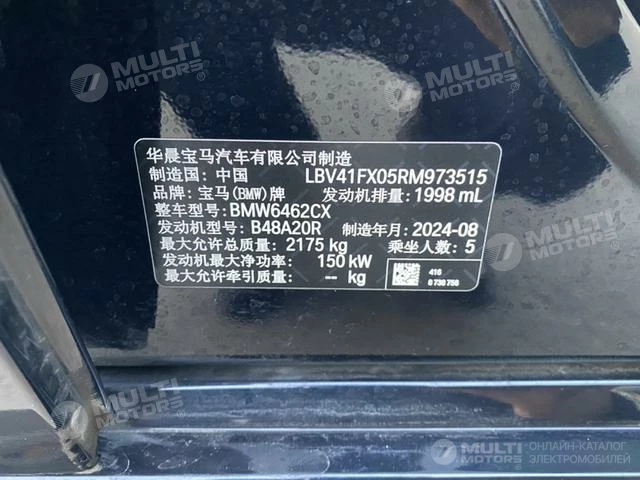 MULTI MOTORS®
MULTI MOTORS®
华晨宝马汽车有限公司制造
制造国: 中国 LBV41FX05RM973515
品牌: 宝马(BMW)牌 发动机排量: 1998 mL
整车型号: BMW6462CX
发动机型号: B48A20R 制造年月: 2024-08
最大允许总质量: 2175 kg 乘坐人数: 5
发动机最大净功率: 150 kW
最大允许牵引质量: -- kg
416
0 738 756
MULTI MOTORS®
MULTI MOTORS®
MULTI MOTORS
ОНЛАЙН-КАТАЛОГ
ЭЛЕКТРОМОБИЛЕЙ